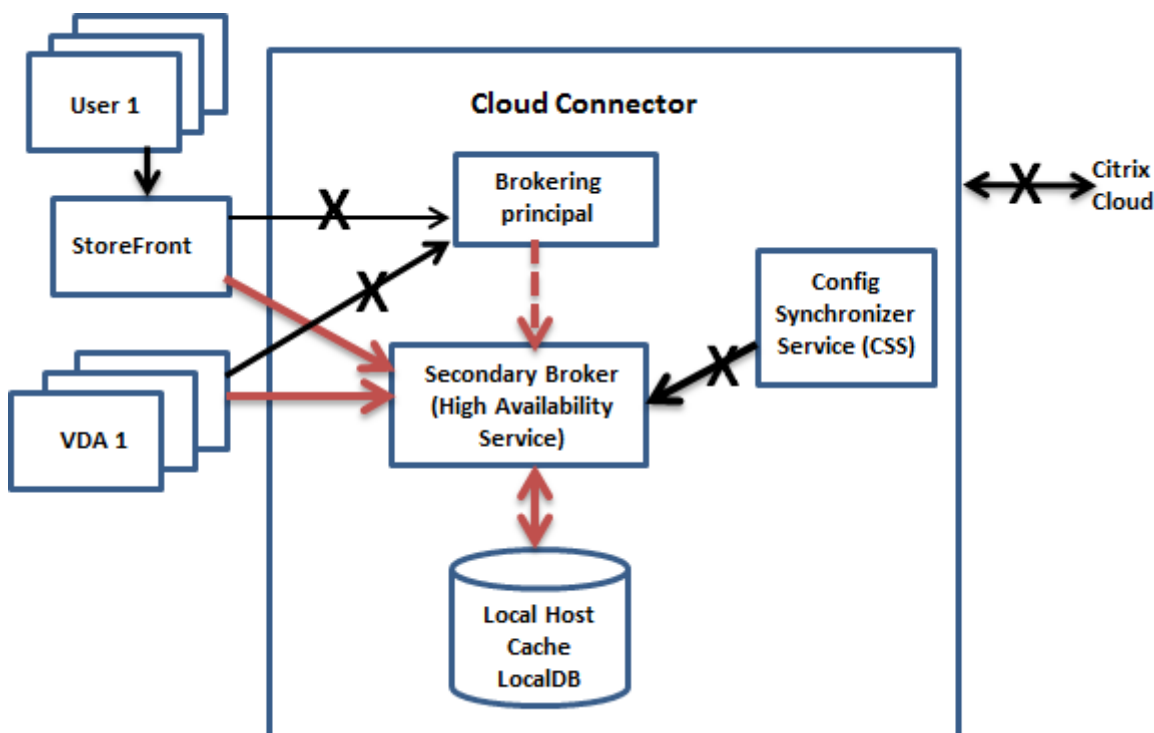 User 1
Cloud Connector
Brokering
principal
X
X
Citrix
Cloud
StoreFront
X
Config
Synchronizer
Service (CSS)
X
Secondary Broker
(High Availability
Service)
VDA 1
Local Host
Cache
LocalDB